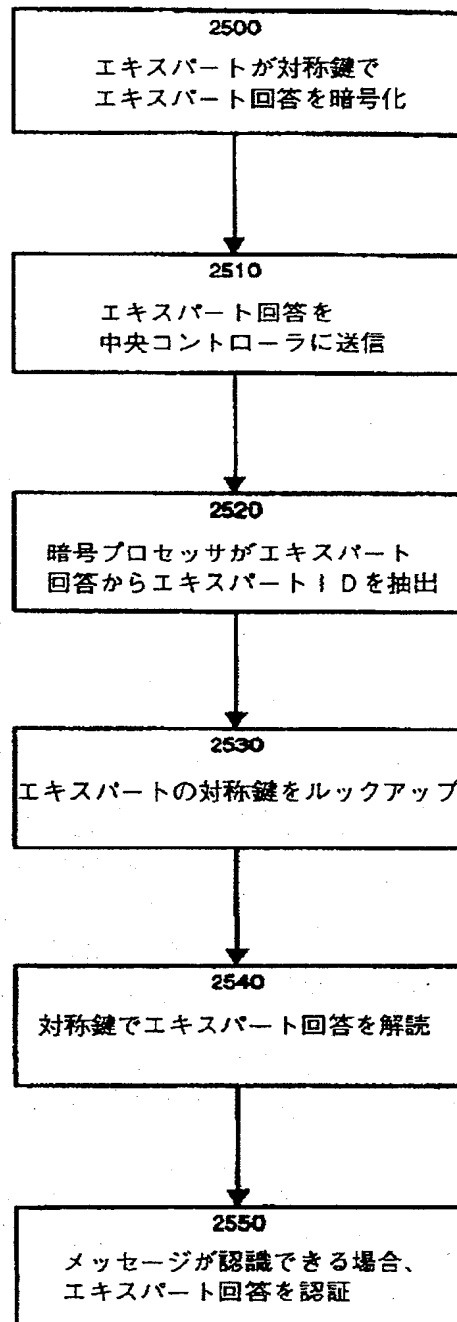 2500
エキスパートが対称鍵で
エキスパート回答を暗号化
2510
エキスパート回答を
中央コントローラに送信
2520
暗号プロセッサがエキスパート
回答からエキスパートIDを抽出
2530
エキスパートの対称鍵をルックアップ
2540
対称鍵でエキスパート回答を解読
2550
メッセージが認識できる場合、
エキスパート回答を認証